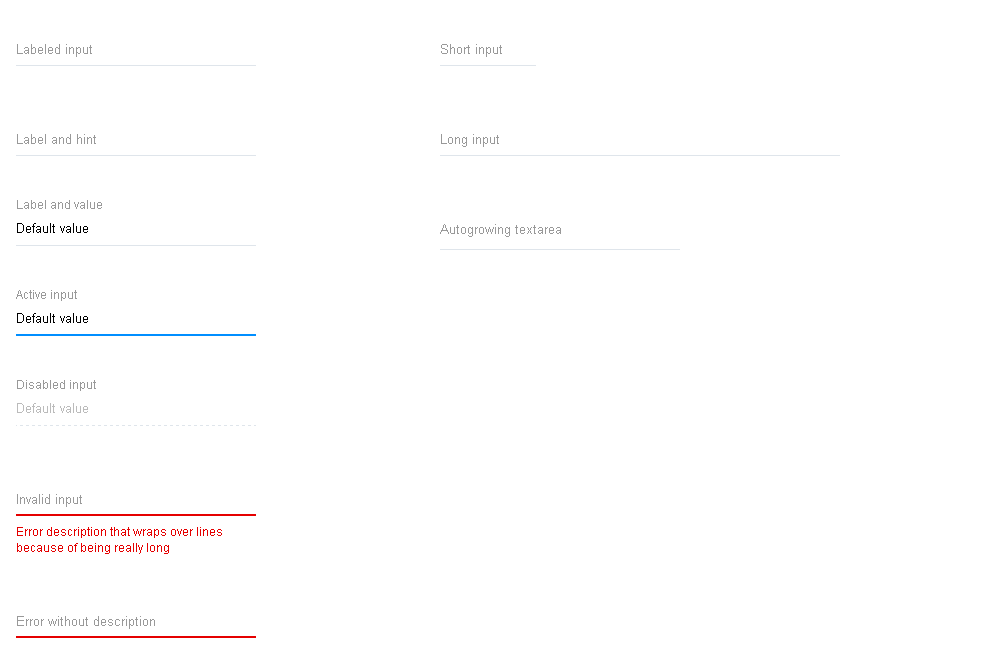 Labeled input
Short input
Label and hint
Long input
Label and value
Default value
Autogrowing textarea
Active input
Default value
Disabled input
Default value
Invalid input
Error description that wraps over lines
because of being really long
Error without description